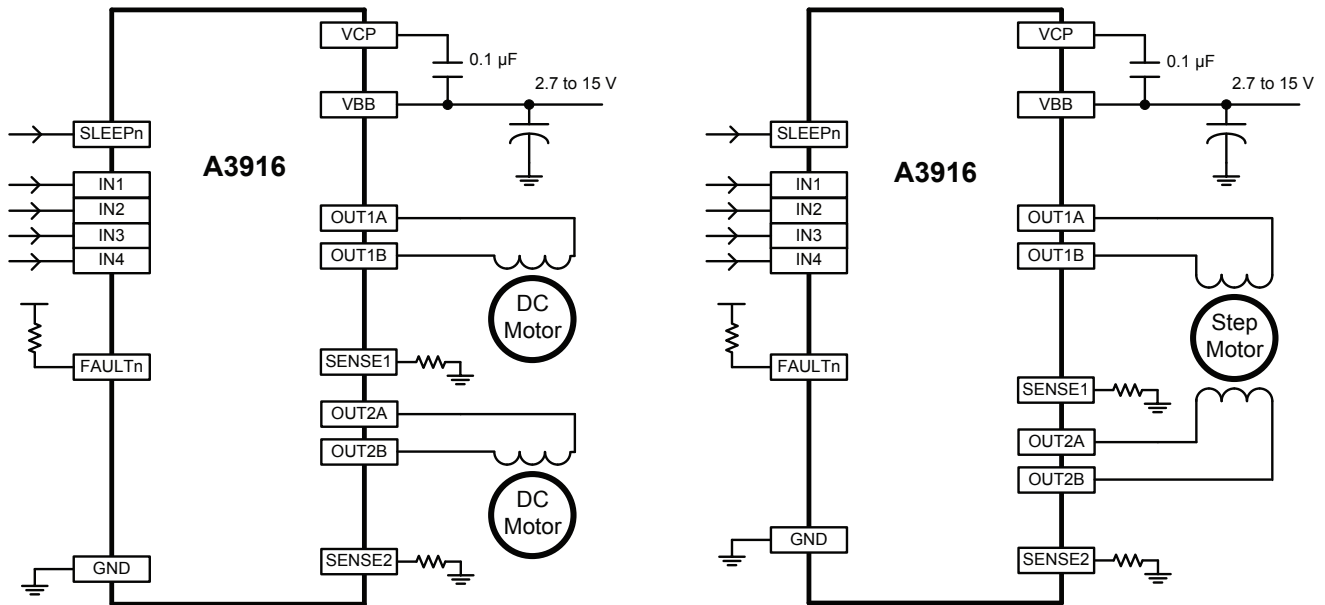 VCP
0.1 µF
2.7 to 15 V
VBB
SLEEPn
A3916
IN1
IN2
IN3
IN4
OUT1A
OUT1B
DC
Motor
FAULTn
SENSE1
OUT2A
OUT2B
DC
Motor
GND
SENSE2
VCP
0.1 µF
2.7 to 15 V
VBB
SLEEPn
A3916
IN1
IN2
IN3
IN4
OUT1A
OUT1B
Step
Motor
FAULTn
SENSE1
OUT2A
OUT2B
GND
SENSE2